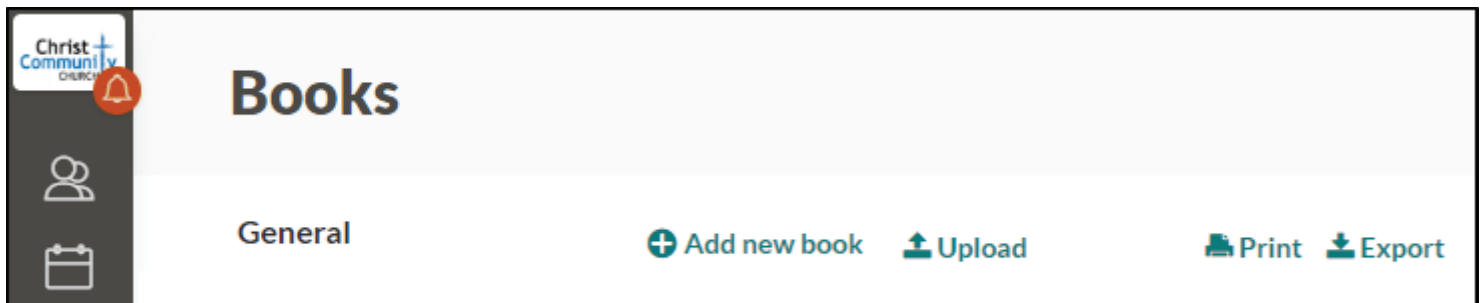 Christ
Community
CHURCH
Books
General
Add new book
Upload
Print
Export